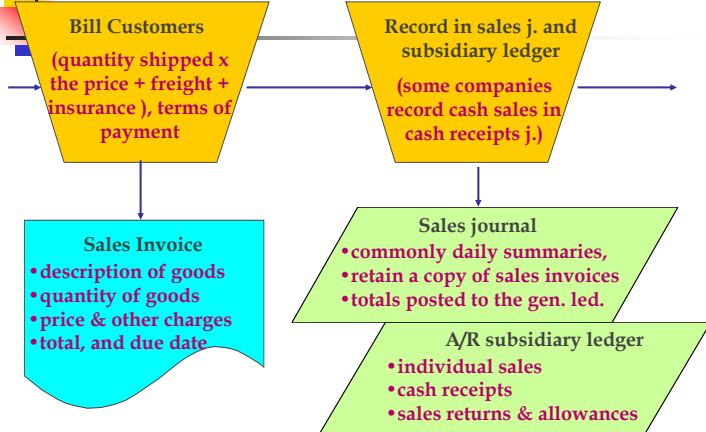 Bill Customers
(quantity shipped x
the price + freight +
insurance ), terms of
payment
Record in sales j. and
subsidiary ledger
(some companies
record cash sales in
cash receipts j.)
Sales Invoice
•description of goods
•quantity of goods
•price & other charges
•total, and due date
Sales journal
•commonly daily summaries,
•retain a copy of sales invoices
•totals posted to the gen. led.
A/R subsidiary ledger
•individual sales
•cash receipts
•sales returns & allowances